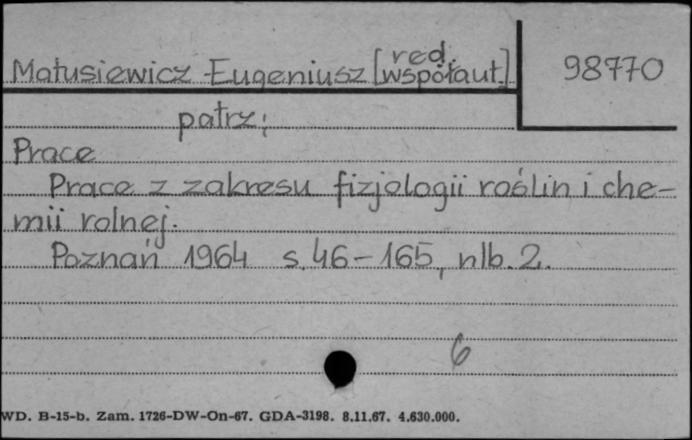 Matusiewicz Eugeniusz [red. współaut.]
98770
patrz:
Prace
Prace z zakresu fizjologii roślin i che-
mii rolnej.
Poznań 1964 s. 46-165, nlb. 2.
6
WD. B-15-b. Zam. 1726-DW-On-67. GDA-3198. 8.11.67. 4.630.000.